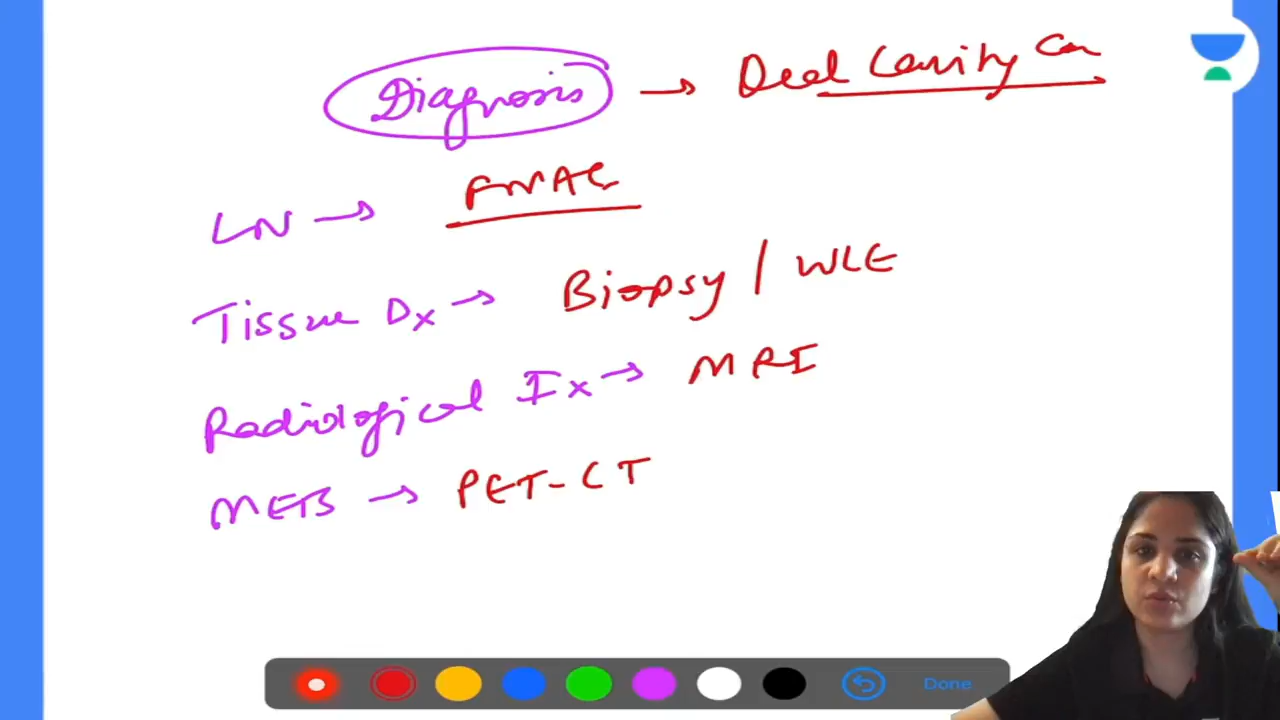 Diagnosis → Oral Cavity Ca
LN → FNAC
Tissue Dx → Biopsy / WLE
Radiological Ix → MRI
METS → PET-CT
Done